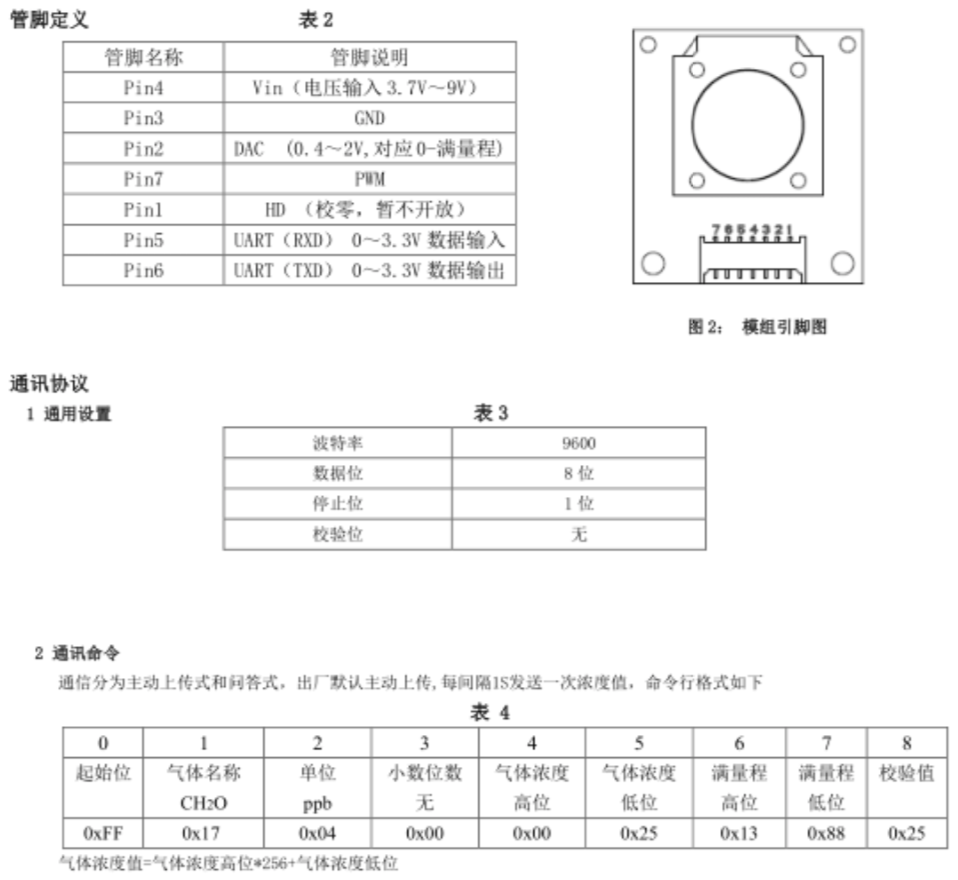 管脚定义 表 2
管脚名称 管脚说明
Pin4 Vin（电压输入 3.7V～9V）
Pin3 GND
Pin2 DAC （0.4～2V,对应 0-满量程）
Pin7 PWM
Pin1 HD （校零，暂不开放）
Pin5 UART（RXD） 0～3.3V 数据输入
Pin6 UART（TXD） 0～3.3V 数据输出
7654321
图 2： 模组引脚图
通讯协议
1 通用设置 表 3
波特率 9600
数据位 8 位
停止位 1 位
校验位 无
2 通讯命令
通信分为主动上传式和问答式，出厂默认主动上传,每间隔1S发送一次浓度值，命令行格式如下
表 4
0 1 2 3 4 5 6 7 8
起始位 气体名称 单位 小数位数 气体浓度 气体浓度 满量程 满量程 校验值
CH2O ppb 无 高位 低位 高位 低位
0xFF 0x17 0x04 0x00 0x00 0x25 0x13 0x88 0x25
气体浓度值=气体浓度高位*256+气体浓度低位